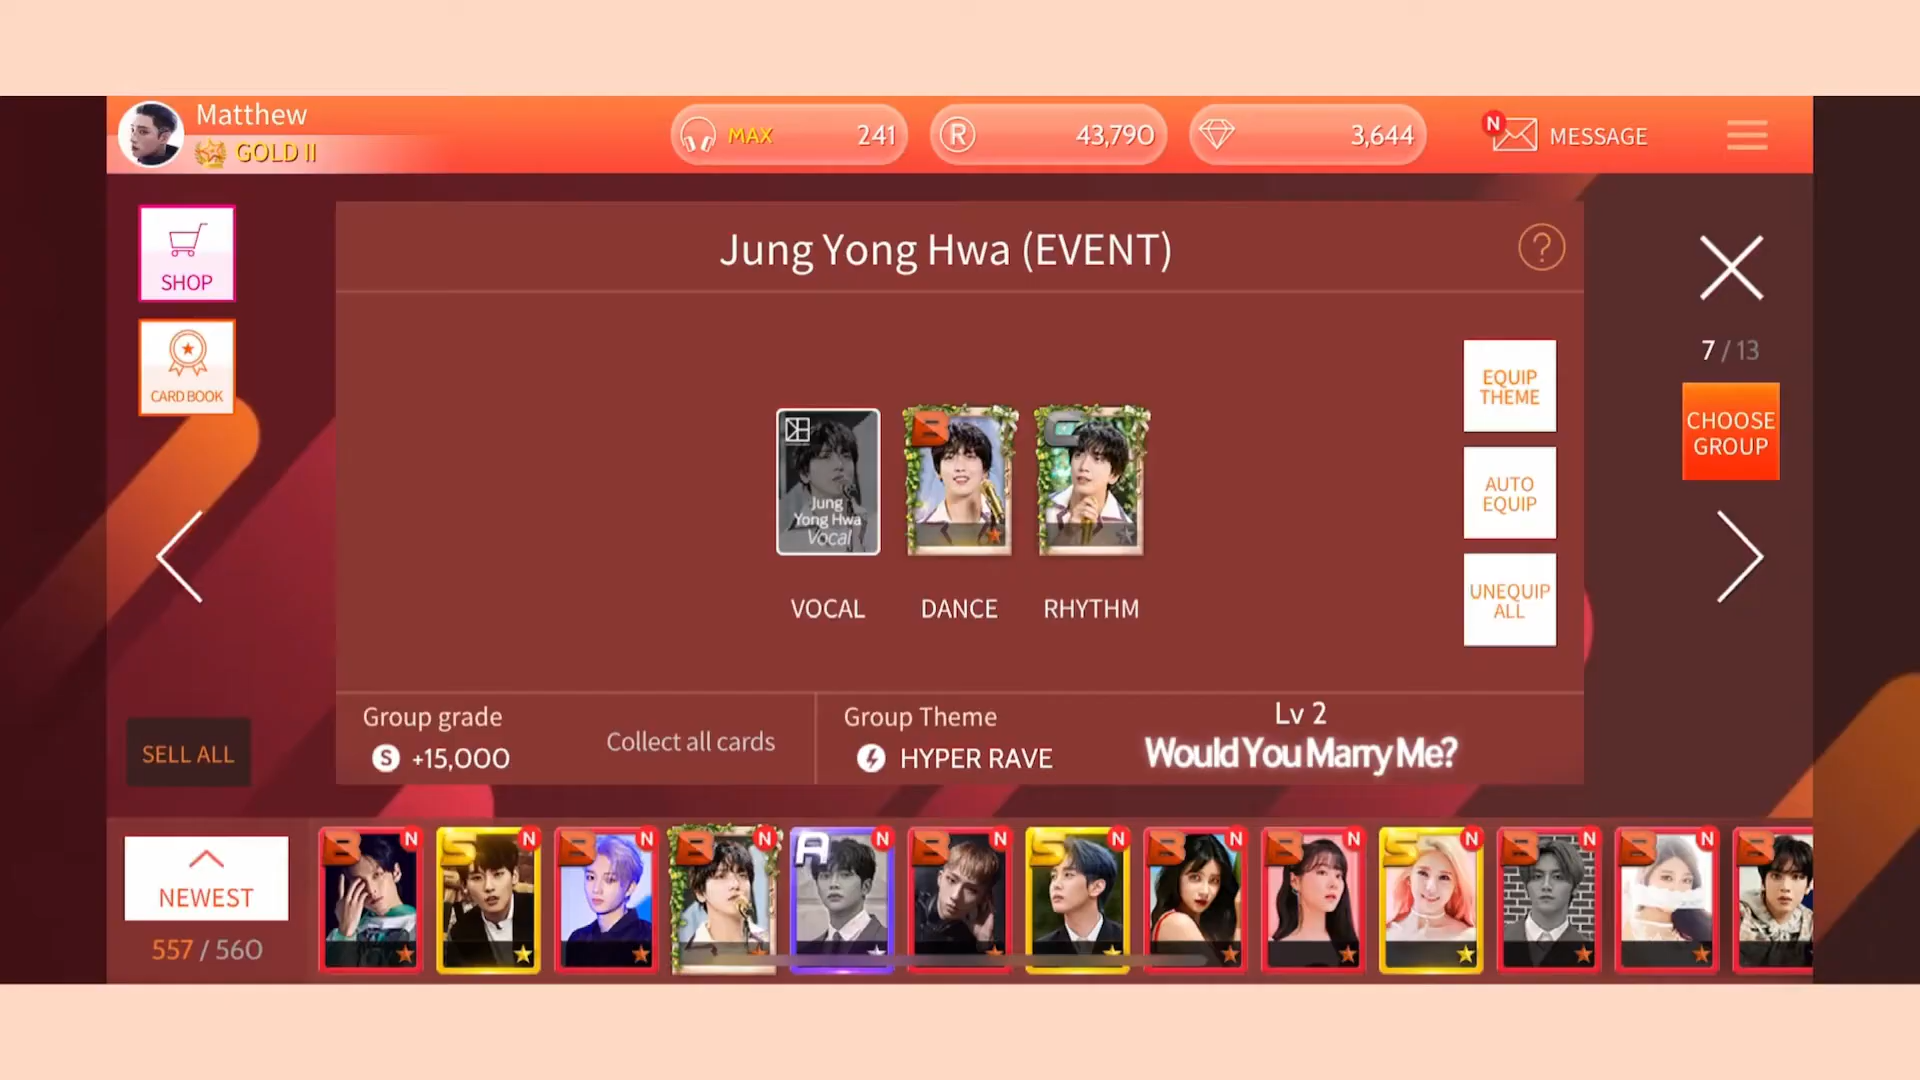 Matthew
GOLD II
MAX 241
R 43,790
3,644
N MESSAGE
SHOP
CARD BOOK
Jung Yong Hwa (EVENT)
?
7 / 13
EQUIP
THEME
CHOOSE
GROUP
AUTO
EQUIP
UNEQUIP
ALL
B
C
Jung
Yong Hwa
Vocal
VOCAL DANCE RHYTHM
Group grade
S +15,000
Collect all cards
Group Theme
HYPER RAVE
Lv 2
Would You Marry Me?
SELL ALL
NEWEST
557 / 560
B N S N B N B N A N B N S N B N B N S N B N B N B